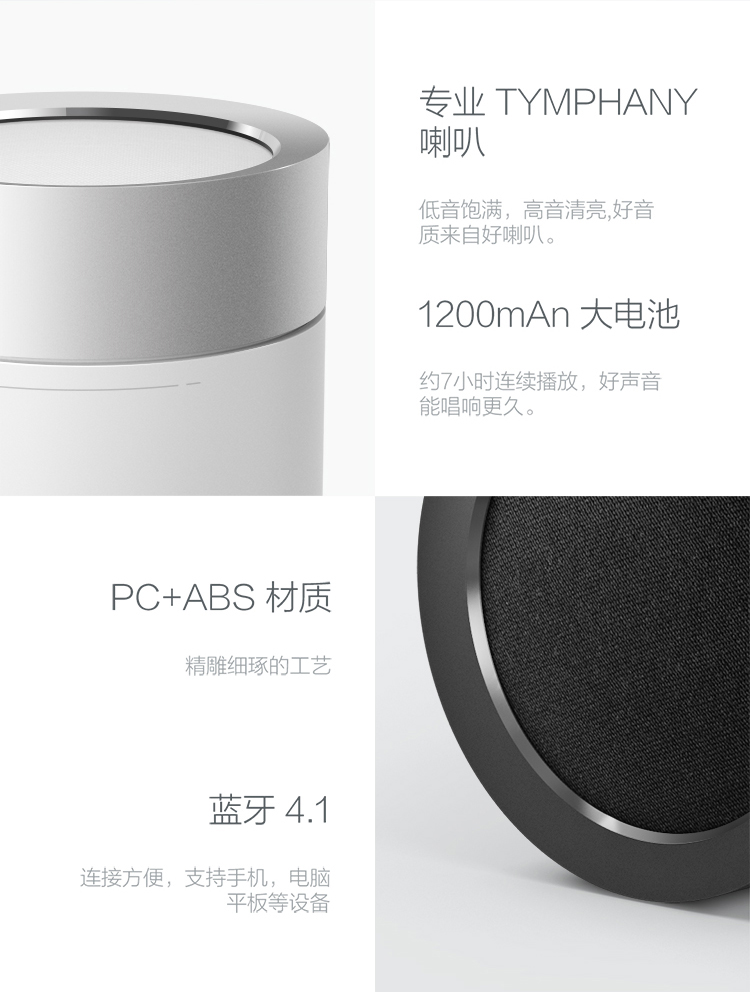 专业 TYMPHANY
喇叭
低音饱满，高音清亮,好音
质来自好喇叭。
1200mAn 大电池
约7小时连续播放，好声音
能唱响更久。
PC+ABS 材质
精雕细琢的工艺
蓝牙 4.1
连接方便，支持手机，电脑
平板等设备